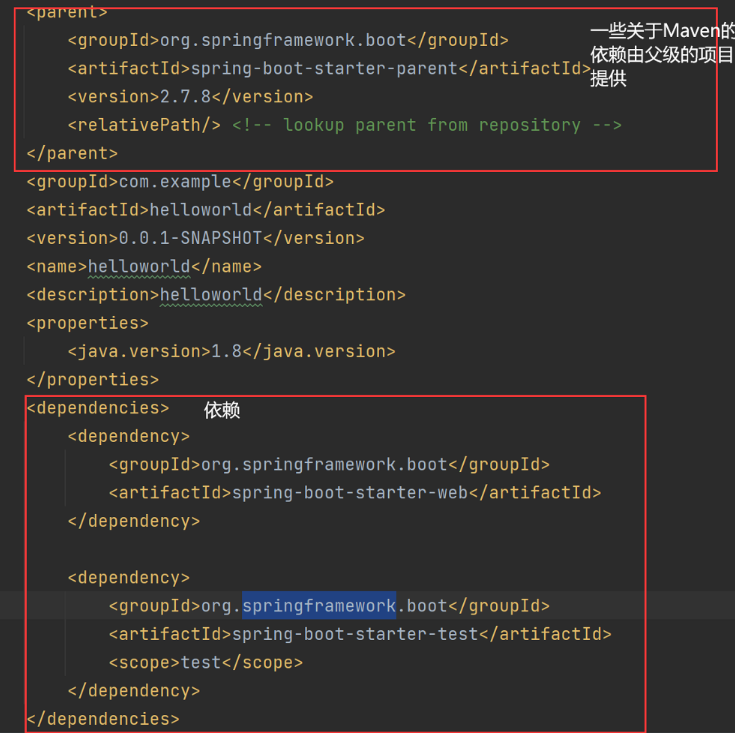 <parent>
<groupId>org.springframework.boot</groupId>
一些关于Maven的
<artifactId>spring-boot-starter-parent</artifactId>
依赖由父级的项目
提供
<version>2.7.8</version>
<relativePath/> <!-- lookup parent from repository -->
</parent>
<groupId>com.example</groupId>
<artifactId>helloworld</artifactId>
<version>0.0.1-SNAPSHOT</version>
<name>helloworld</name>
<description>helloworld</description>
<properties>
<java.version>1.8</java.version>
</properties>
<dependencies> 依赖
<dependency>
<groupId>org.springframework.boot</groupId>
<artifactId>spring-boot-starter-web</artifactId>
</dependency>
<dependency>
<groupId>org.springframework.boot</groupId>
<artifactId>spring-boot-starter-test</artifactId>
<scope>test</scope>
</dependency>
</dependencies>